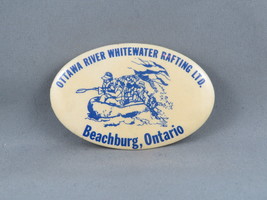 OTTAWA RIVER WHITEWATER RAFTING LTD.
Beachburg, Ontario